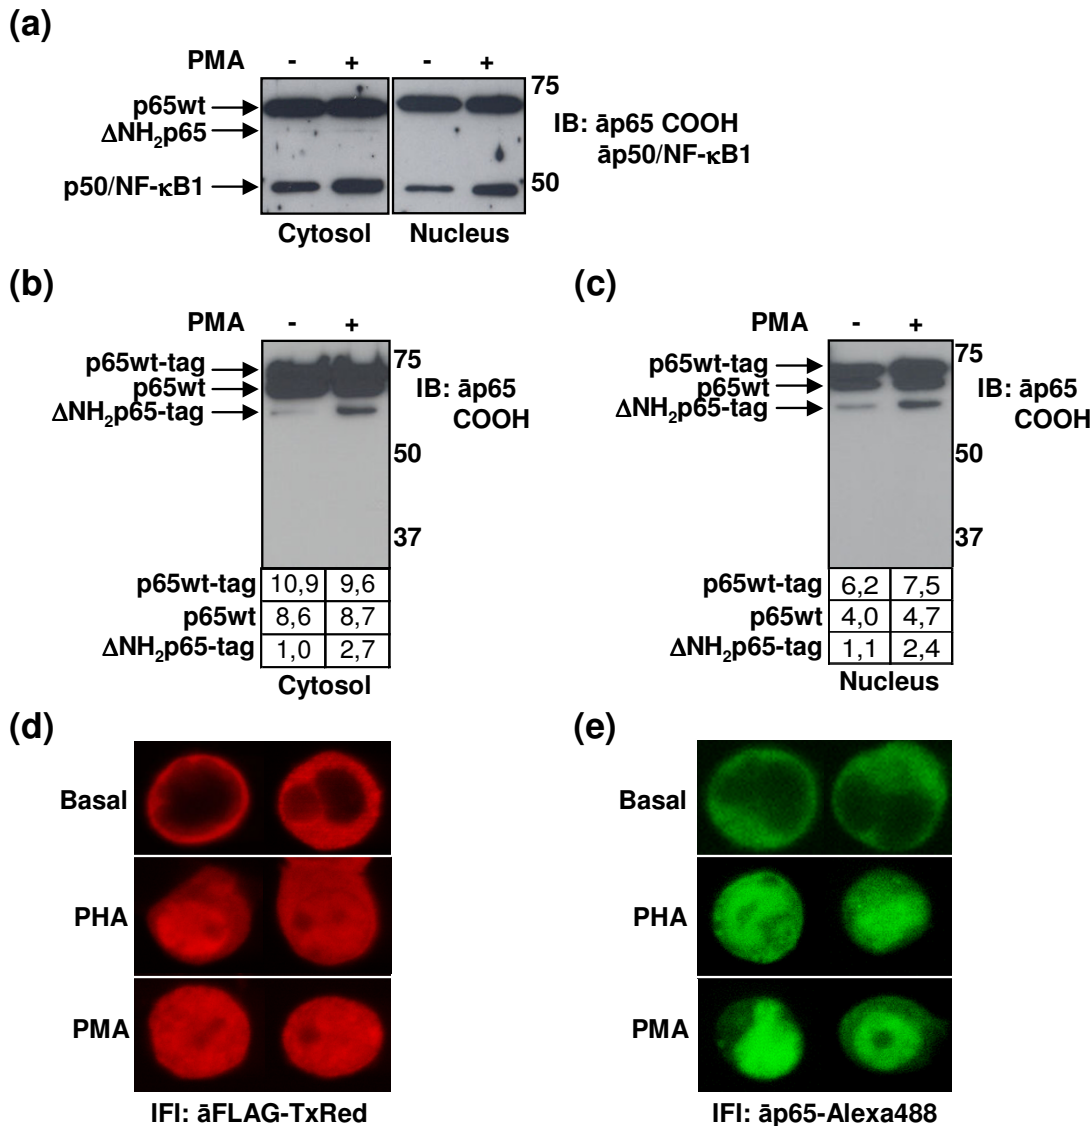 (a)
PMA - + - +
75
p65wt
ΔNH₂p65
IB: āp65 COOH
āp50/NF-κB1
p50/NF-κB1
50
Cytosol Nucleus
(b)
PMA - +
p65wt-tag
75
p65wt
IB: āp65
ΔNH₂p65-tag
COOH
50
37
p65wt-tag 10,9 9,6
p65wt 8,6 8,7
ΔNH₂p65-tag 1,0 2,7
Cytosol
(c)
PMA - +
p65wt-tag
75
p65wt
IB: āp65
ΔNH₂p65-tag
COOH
50
37
p65wt-tag 6,2 7,5
p65wt 4,0 4,7
ΔNH₂p65-tag 1,1 2,4
Nucleus
(d)
Basal
PHA
PMA
IFI: āFLAG-TxRed
(e)
Basal
PHA
PMA
IFI: āp65-Alexa488